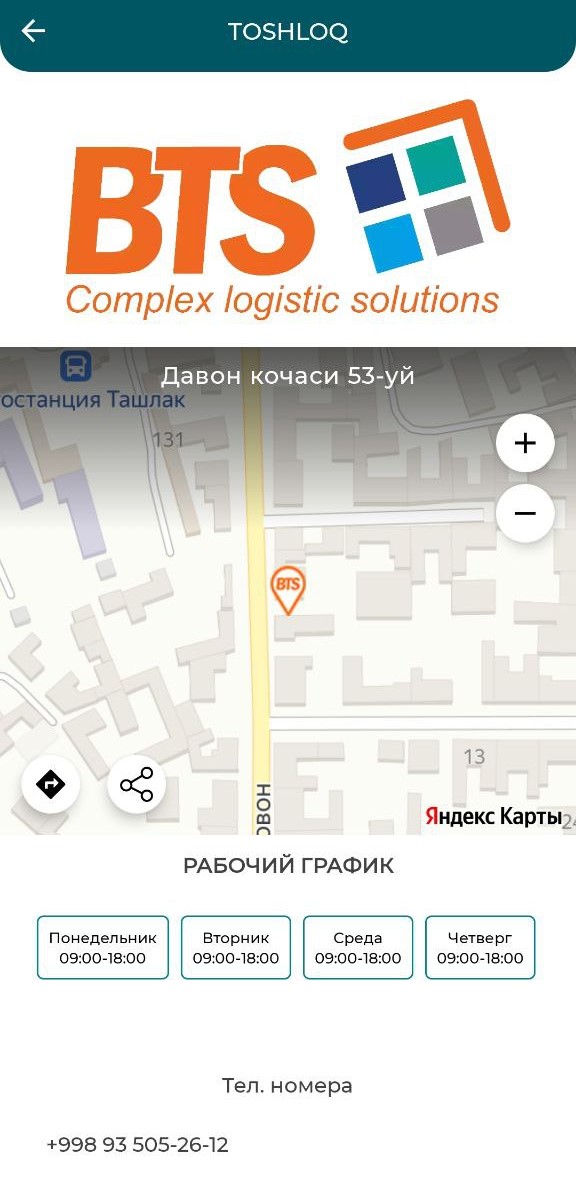 TOSHLOQ
BTS
Complex logistic solutions
Давон кочаси 53-уй
останция Ташлак
131
+
−
BTS
13
ОВОН
Яндекс Карты
РАБОЧИЙ ГРАФИК
Понедельник
09:00-18:00
Вторник
09:00-18:00
Среда
09:00-18:00
Четверг
09:00-18:00
Тел. номера
+998 93 505-26-12